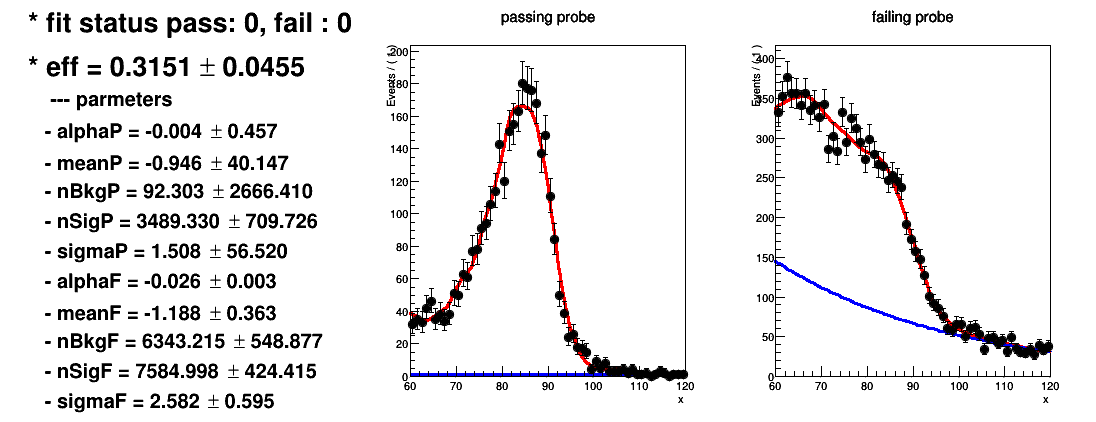 * fit status pass: 0, fail : 0
* eff = 0.3151 ± 0.0455
--- parmeters
- alphaP = -0.004 ± 0.457
- meanP = -0.946 ± 40.147
- nBkgP = 92.303 ± 2666.410
- nSigP = 3489.330 ± 709.726
- sigmaP = 1.508 ± 56.520
- alphaF = -0.026 ± 0.003
- meanF = -1.188 ± 0.363
- nBkgF = 6343.215 ± 548.877
- nSigF = 7584.998 ± 424.415
- sigmaF = 2.582 ± 0.595
passing probe
Events / ( 1 )
200
180
160
140
120
100
80
60
40
20
0
60 70 80 90 100 110 120
x
failing probe
Events / ( 1 )
400
350
300
250
200
150
100
50
0
60 70 80 90 100 110 120
x